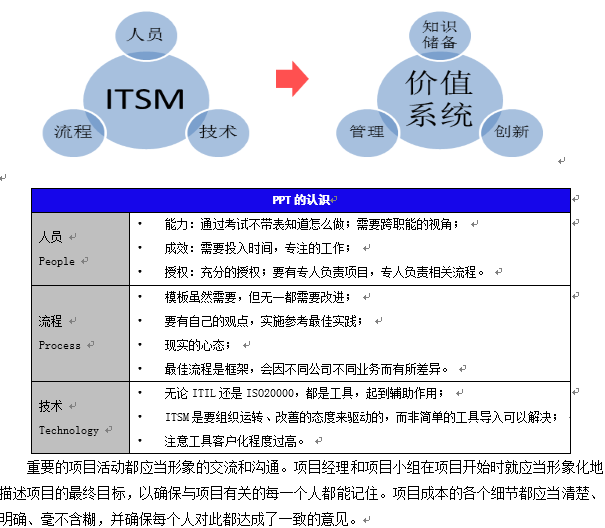 人员
ITSM
流程
技术
知识
储备
价值
系统
管理
创新
PPT 的认识
人员
People
• 能力：通过考试不带表知道怎么做；需要跨职能的视角；
• 成效：需要投入时间，专注的工作；
• 授权：充分的授权；要有专人负责项目，专人负责相关流程。
流程
Process
• 模板虽然需要，但无一都需要改进；
• 要有自己的观点，实施参考最佳实践；
• 现实的心态；
• 最佳流程是框架，会因不同公司不同业务而有所差异。
技术
Technology
• 无论 ITIL 还是 ISO20000，都是工具，起到辅助作用；
• ITSM 是要组织运转、改善的态度来驱动的，而非简单的工具导入可以解决；
• 注意工具客户化程度过高。
重要的项目活动都应当形象的交流和沟通。项目经理和项目小组在项目开始时就应当形象化地
描述项目的最终目标，以确保与项目有关的每一个人都能记住。项目成本的各个细节都应当清楚、
明确、毫不含糊，并确保每个人对此都达成了一致的意见。